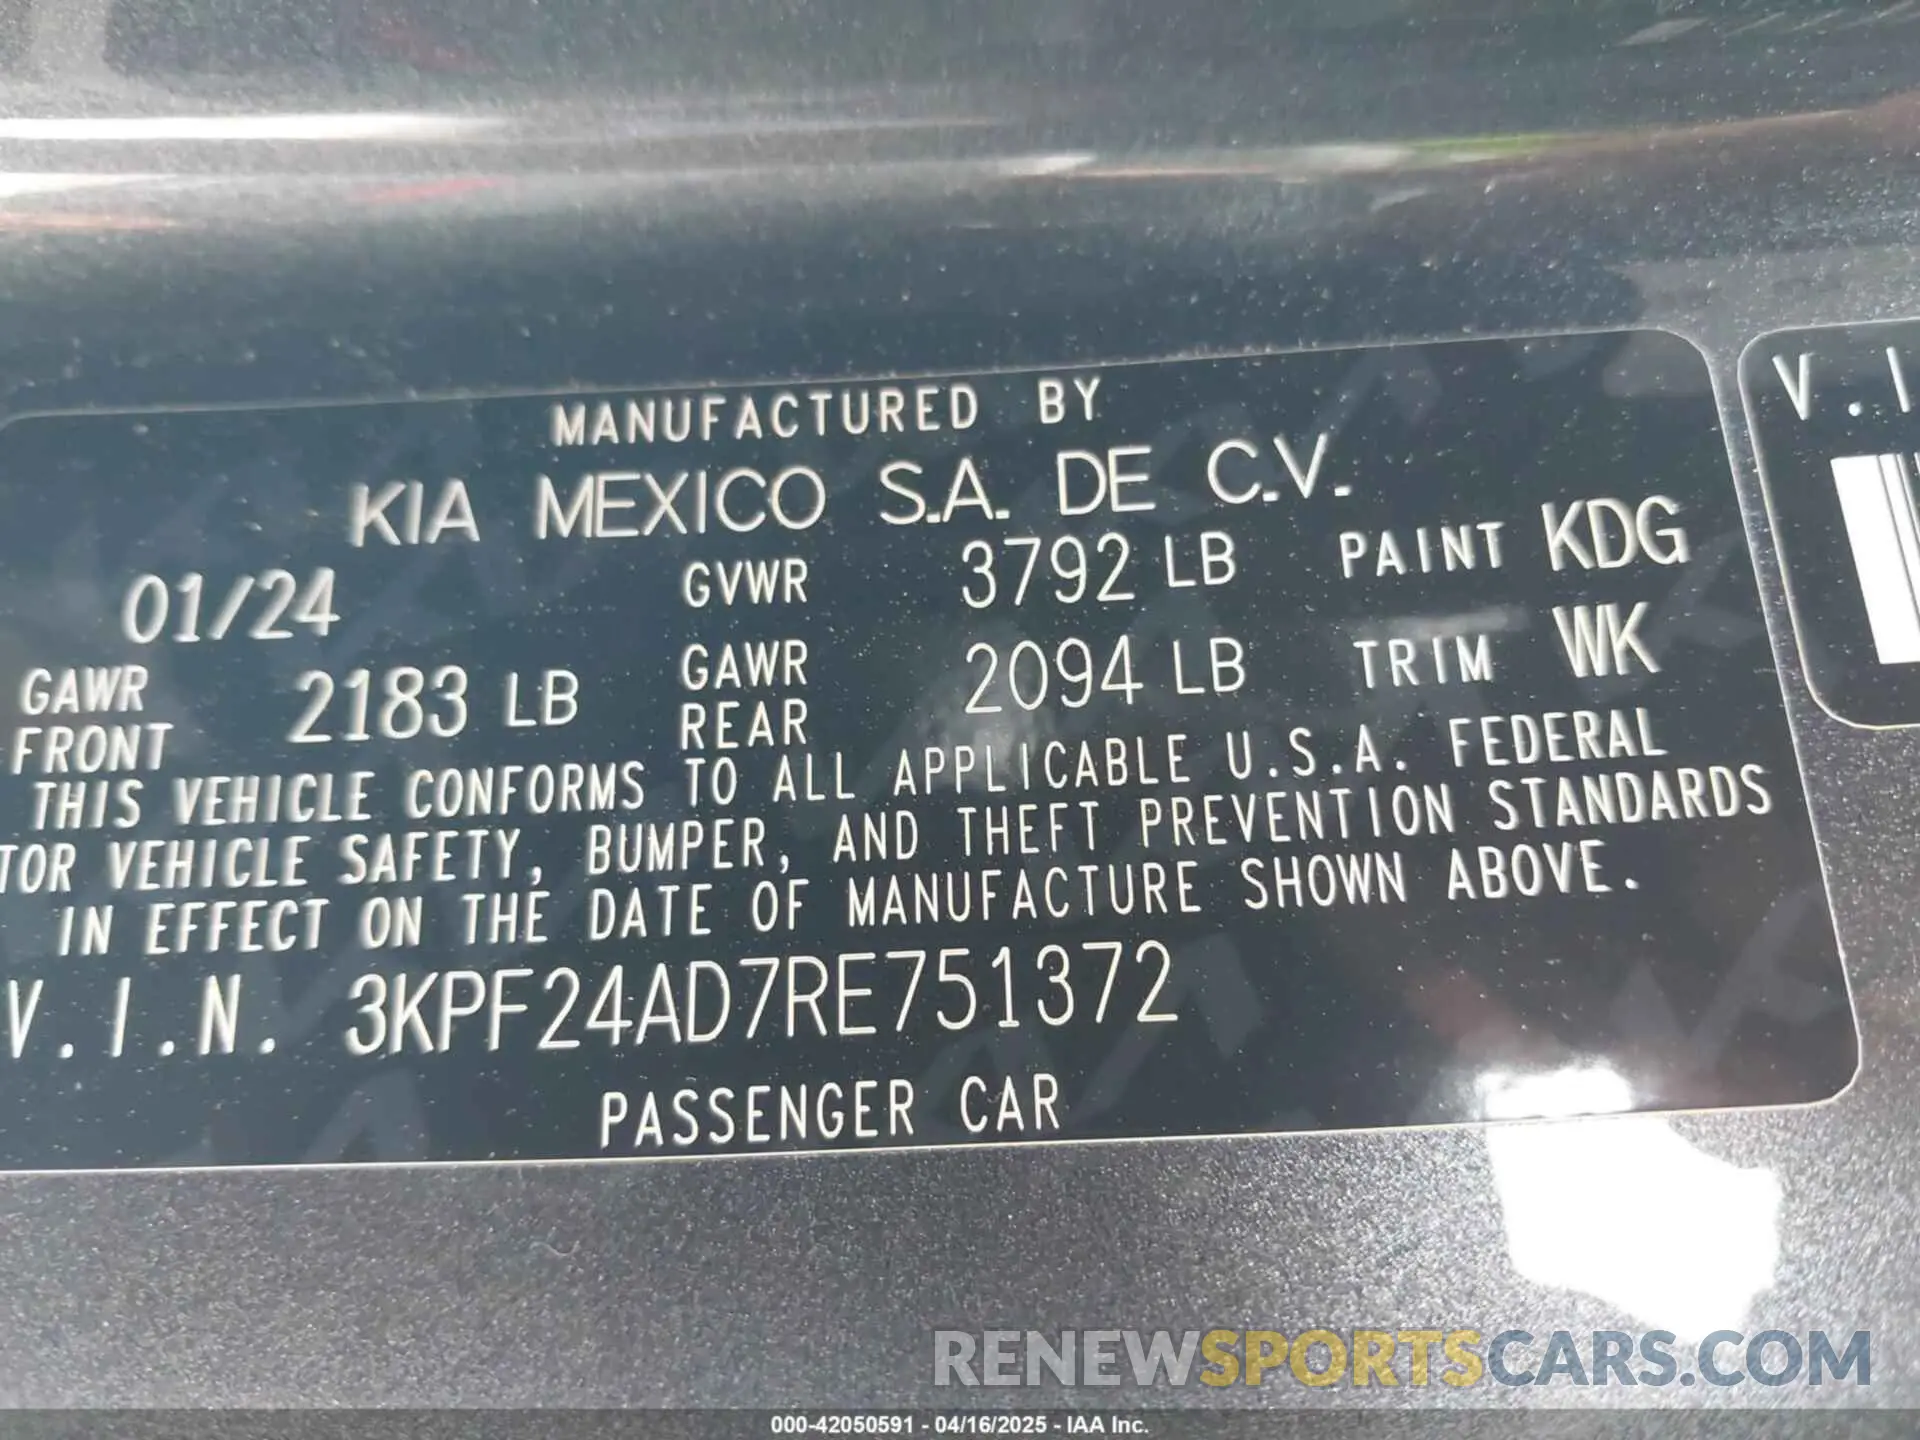 MANUFACTURED BY
KIA MEXICO S.A. DE C.V.
01/24 GVWR 3792 LB PAINT KDG
GAWR FRONT 2183 LB GAWR REAR 2094 LB TRIM WK
THIS VEHICLE CONFORMS TO ALL APPLICABLE U.S.A. FEDERAL
TOR VEHICLE SAFETY, BUMPER, AND THEFT PREVENTION STANDARDS
IN EFFECT ON THE DATE OF MANUFACTURE SHOWN ABOVE.
V.I.N. 3KPF24AD7RE751372
PASSENGER CAR
V.I
RENEWSPORTSCARS.COM
000-42050591 - 04/16/2025 - IAA Inc.